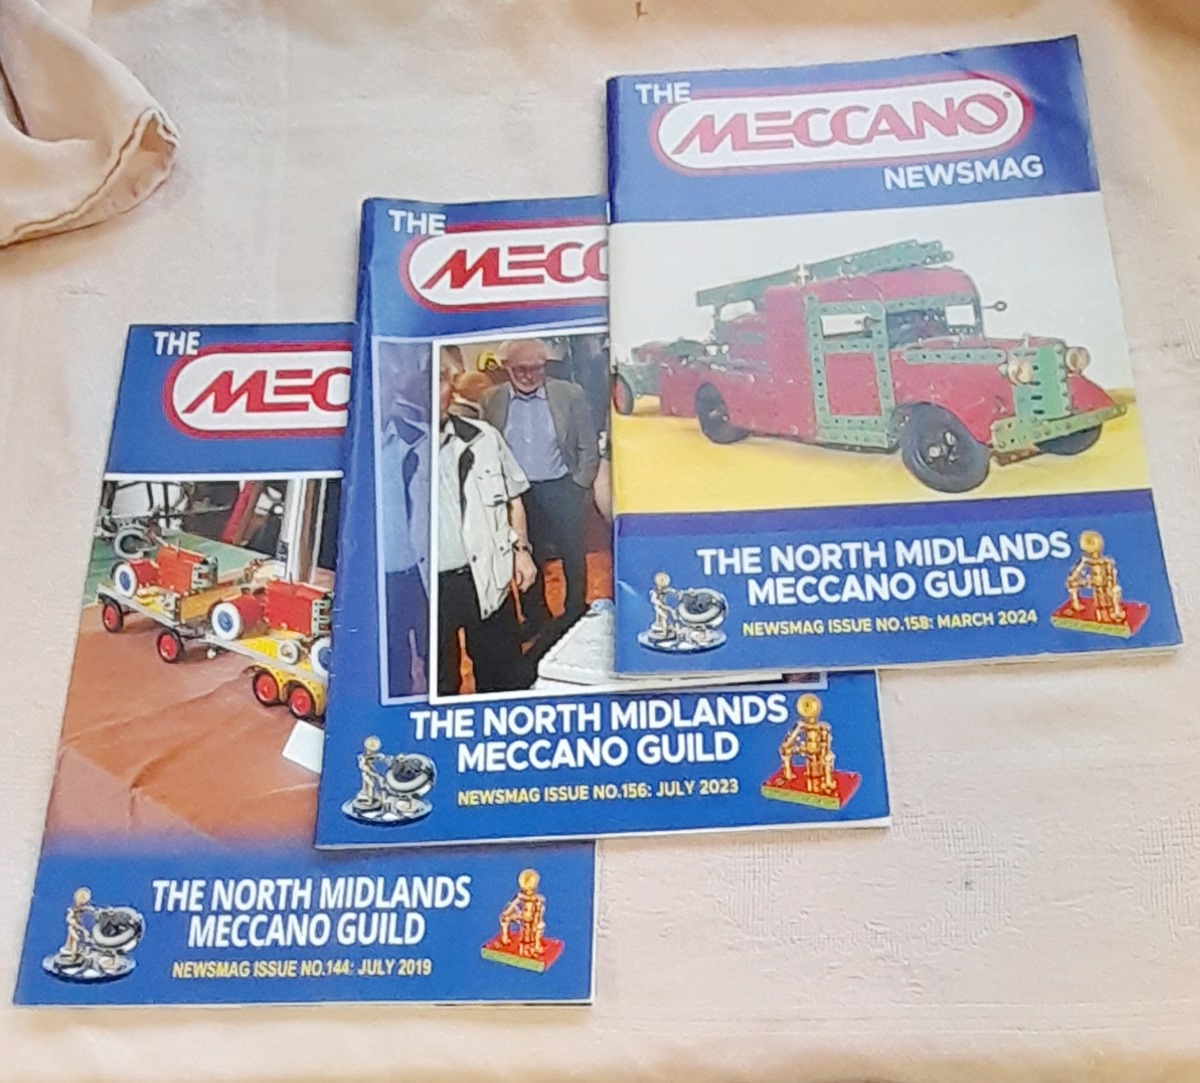 THE
MECCANO®
NEWSMAG
THE NORTH MIDLANDS
MECCANO GUILD
NEWSMAG ISSUE NO.158: MARCH 2024
THE
MECC
THE NORTH MIDLANDS
MECCANO GUILD
NEWSMAG ISSUE NO.156: JULY 2023
THE
MEC
THE NORTH MIDLANDS
MECCANO GUILD
NEWSMAG ISSUE NO.144: JULY 2019